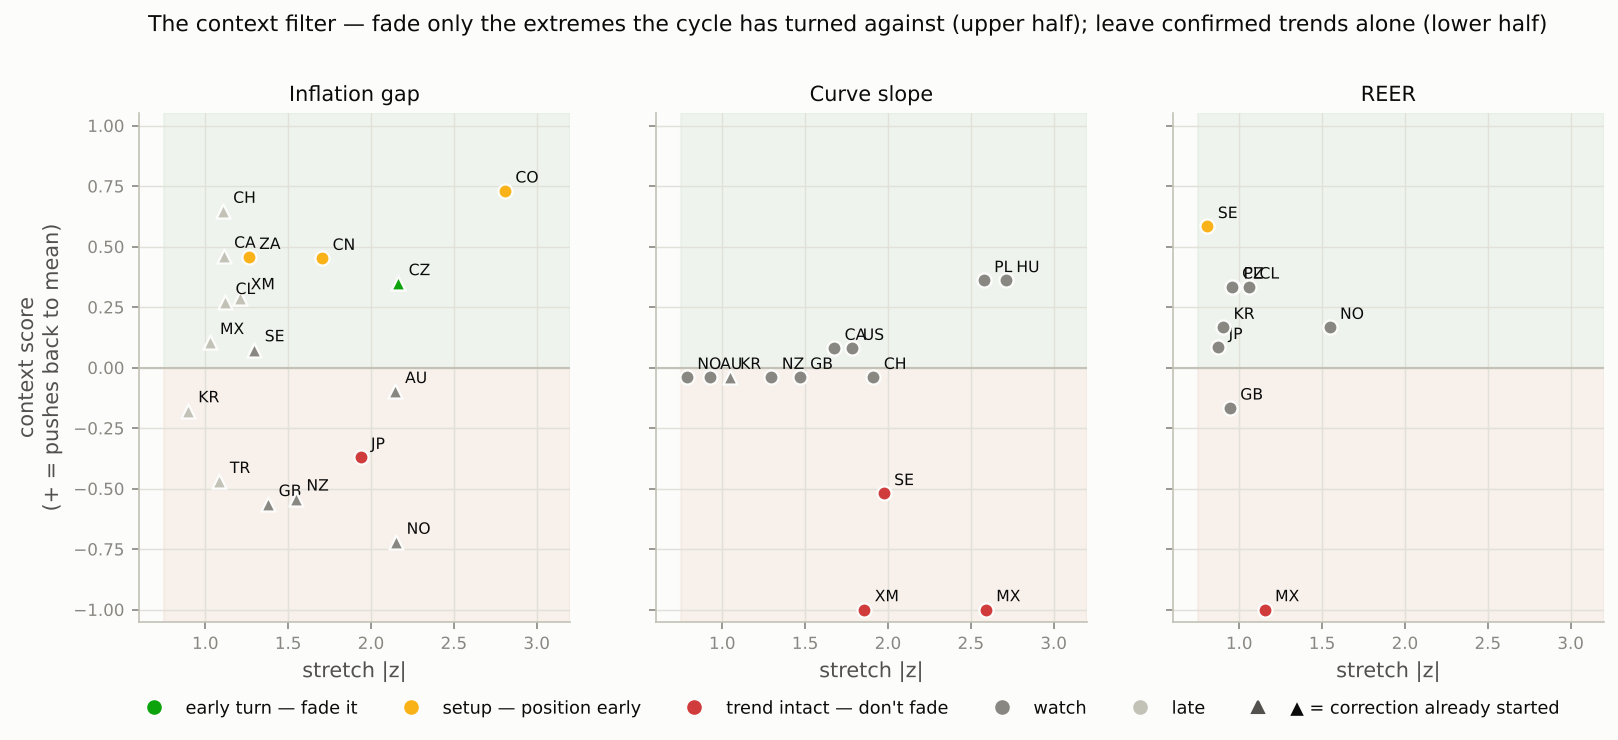 The context filter — fade only the extremes the cycle has turned against (upper half); leave confirmed trends alone (lower half)
Inflation gap
context score
(+ = pushes back to mean)
1.00
0.75
0.50
0.25
0.00
−0.25
−0.50
−0.75
−1.00
CO
CH
CA ZA
CN
CZ
XM
CL
MX
SE
AU
KR
JP
TR
GB
NZ
NO
1.0 1.5 2.0 2.5 3.0
stretch |z|
Curve slope
PL HU
CA US
NO AU KR NZ GB CH
SE
XM
MX
1.0 1.5 2.0 2.5 3.0
stretch |z|
REER
SE
CL
KR
NO
JP
GB
MX
1.0 1.5 2.0 2.5 3.0
stretch |z|
early turn — fade it
setup — position early
trend intact — don't fade
watch
late
▲ = correction already started